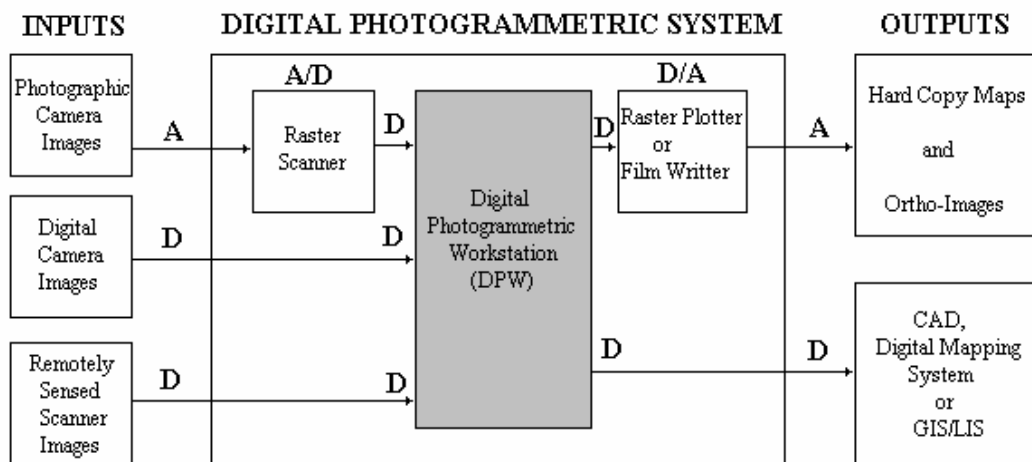 INPUTS
DIGITAL PHOTOGRAMMETRIC SYSTEM
OUTPUTS
Photographic
Camera
Images
A
A/D
Raster
Scanner
D
Digital
Photogrammetric
Workstation
(DPW)
D
D/A
Raster Plotter
or
Film Writter
A
Hard Copy Maps
and
Ortho-Images
Digital
Camera
Images
D
D
Remotely
Sensed
Scanner
Images
D
D
D
D
CAD,
Digital Mapping
System
or
GIS/LIS